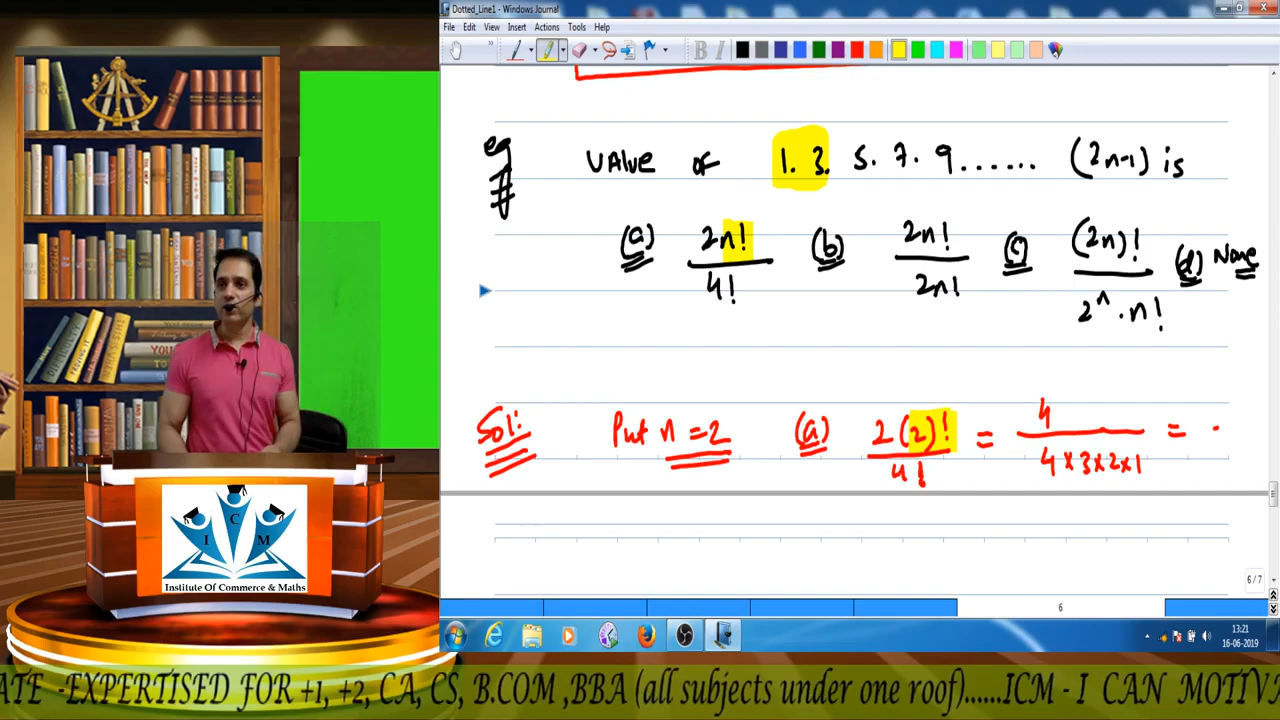 Dotted_Line1 - Windows Journal
File Edit View Insert Actions Tools Help
eg
VALUE of 1. 3. 5. 7. 9....... (2n-1) is
(a) 2n! / 4! (b) 2n! / 2n! (c) (2n)! / 2^n . n! (d) None
Sol: Put n = 2 (a) 2(2)! / 4! = 4 / 4×3×2×1 = .
6/7
6
I C M
Institute Of Commerce & Maths
13:21
16-06-2019
ATE -EXPERTISED FOR +1, +2, CA, CS, B.COM ,BBA (all subjects under one roof)......ICM - I CAN MOTIV